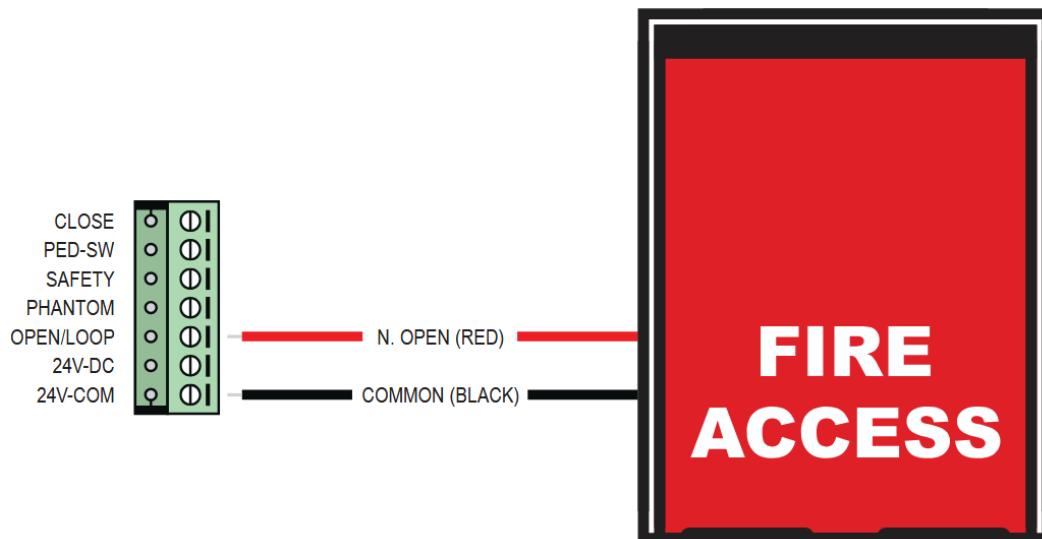 CLOSE
PED-SW
SAFETY
PHANTOM
OPEN/LOOP
24V-DC
24V-COM
N. OPEN (RED)
COMMON (BLACK)
FIRE
ACCESS